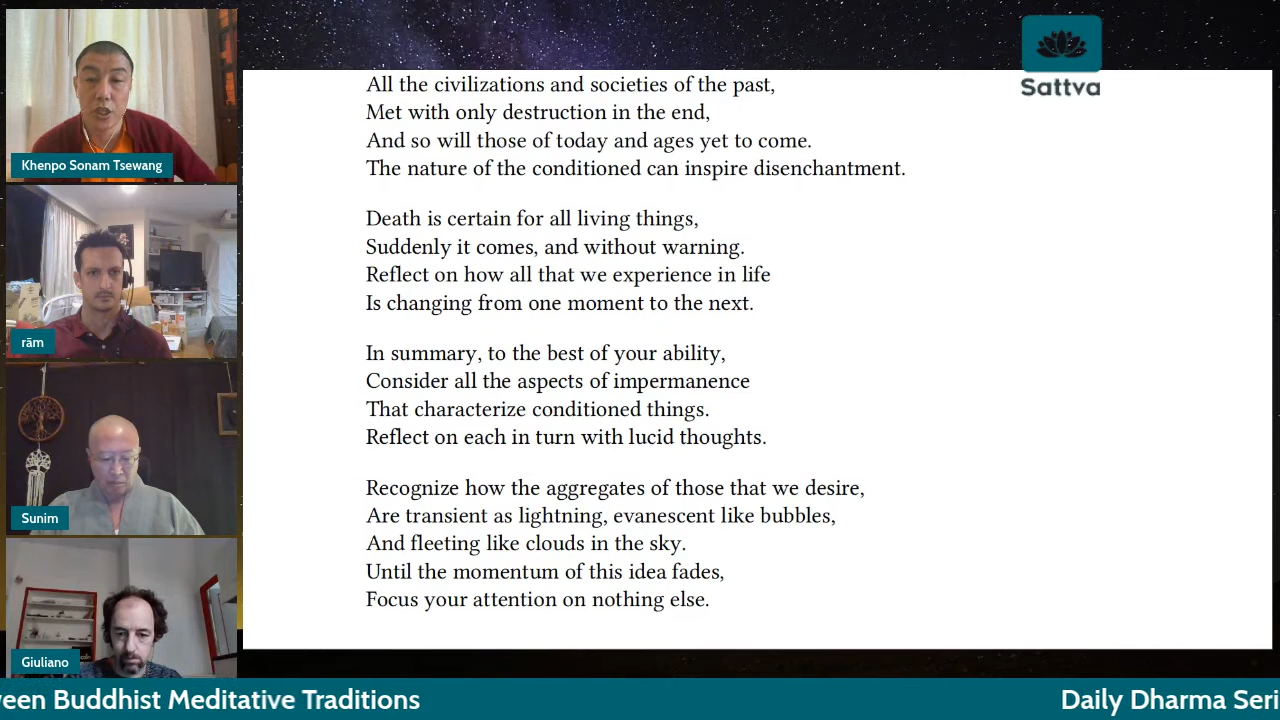 Khenpo Sonam Tsewang
rām
Sunim
Giuliano
Sattva
All the civilizations and societies of the past,
Met with only destruction in the end,
And so will those of today and ages yet to come.
The nature of the conditioned can inspire disenchantment.
Death is certain for all living things,
Suddenly it comes, and without warning.
Reflect on how all that we experience in life
Is changing from one moment to the next.
In summary, to the best of your ability,
Consider all the aspects of impermanence
That characterize conditioned things.
Reflect on each in turn with lucid thoughts.
Recognize how the aggregates of those that we desire,
Are transient as lightning, evanescent like bubbles,
And fleeting like clouds in the sky.
Until the momentum of this idea fades,
Focus your attention on nothing else.
Buddhist Meditative Traditions
Daily Dharma